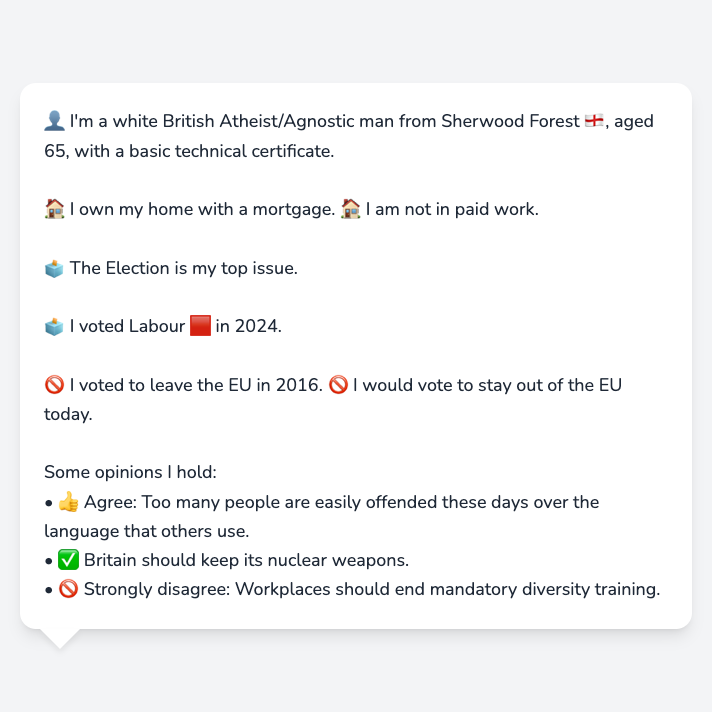 👤 I'm a white British Atheist/Agnostic man from Sherwood Forest 🏴󠁧󠁢󠁥󠁮󠁧󠁿, aged
65, with a basic technical certificate.
🏠 I own my home with a mortgage. 🏠 I am not in paid work.
🗳️ The Election is my top issue.
🗳️ I voted Labour 🟥 in 2024.
🚫 I voted to leave the EU in 2016. 🚫 I would vote to stay out of the EU
today.
Some opinions I hold:
• 👍 Agree: Too many people are easily offended these days over the
language that others use.
• ✅ Britain should keep its nuclear weapons.
• 🚫 Strongly disagree: Workplaces should end mandatory diversity training.